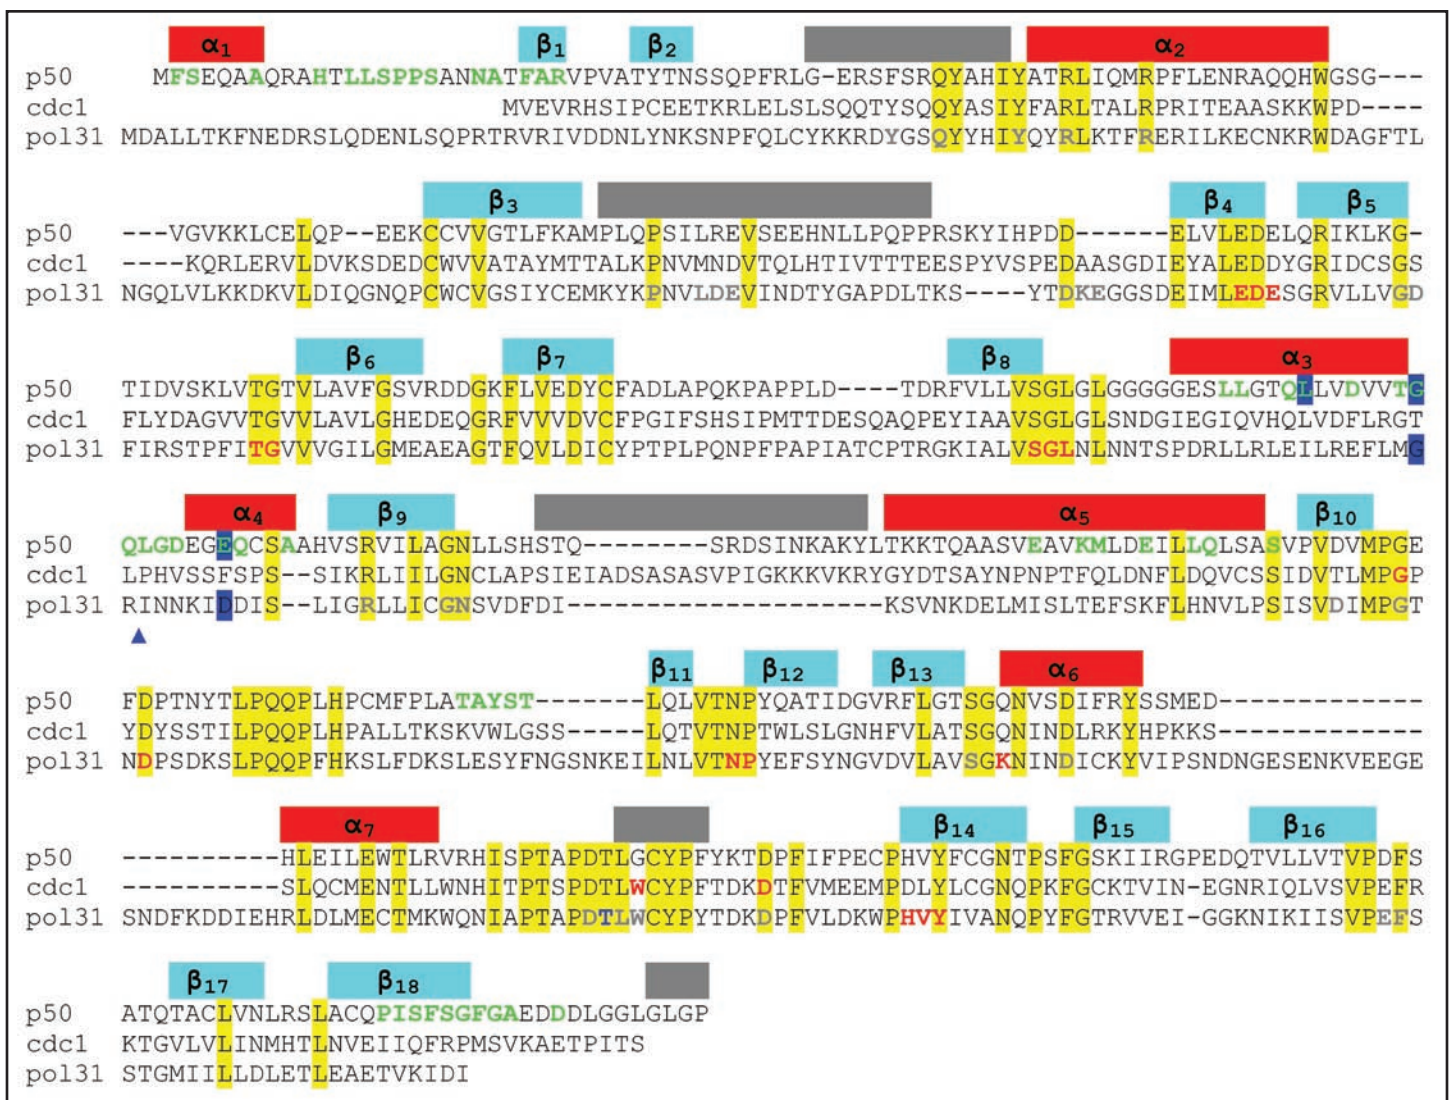 α1 β1 β2 α2
p50 MFSEQAAQRAHTLLSPPSANNATFARVPVATYTNSSQPFRLG-ERSFSRQYAHIYATRLIQMRPFLENRAQQHWGSG---
cdc1 MVEVRHSIPCEETKRLELSLSQQTYSQQYASIYFARLTALRPRITEAASKKWPD----
pol31 MDALLTKFNEDRSLQDENLSQPRTRVRIVDDNLYNKSNPFQLCYKKRDYGSQYYHIYQYRLKTFRERILKECNKRWDAGFTL
β3 β4 β5
p50 ---VGVKKLCELQP--EEKCCVVGTLFKAMPLQPSILREVSEEHNLLPQPPRSKYIHPDD------ELVLEDELQRIKLKG-
cdc1 ----KQRLERVLDVKSDEDCWVVATAYMTTALKPNVMNDVTQLHTIVTTTEESPYVSPEDAASGDIEYALEDDYGRIDCSGS
pol31 NGQLVLKKDKVLDIQGNQPCWCVGSIYCEMKYKPNVLDEVINDTYGAPDLTKS----YTDKEGGSDEIMLEDESGRVLLVGD
β6 β7 β8 α3
p50 TIDVSKLVTGTVLAVFGSVRDDGKFLVEDYCFADLAPQKPAPPLD----TDRFVLLVSGLGLGGGGGESLLGTQLLVDVVTG
cdc1 FLYDAGVVTGVVLAVLGHEDEQGRFVVVDVCFPGIFSHSIPMTTDESQAQPEYIAAVSGLGLSNDGIEGIQVHQLVDFLRGT
pol31 FIRSTPFITGVVVGILGMEAEAGTFQVLDICYPTPLPQNPFPAPIATCPTRGKIALVSGLNLNNTSPDRLLRLEILREFLMG
α4 β9 α5 β10
p50 QLGDEGEQCSAAHVSRVILAGNLLSHSTQ--------SRDSINKAKYLTKKTQAASVEAVKMLDEILLQLSASVPVDVMPGE
cdc1 LPHVSSFSPS--SIKRLIILGNCLAPSIEIADSASASVPIGKKKVKRYGYDTSAYNPNPTFQLDNFLDQVCSSIDVTLMPGP
pol31 RINNKIDDIS--LIGRLLICGNSVDFDI--------------------KSVNKDELMISLTEFSKFLHNVLPSISVDIMPGT
β11 β12 β13 α6
p50 FDPTNYTLPQQPLHPCMFPLATAYST-------LQLVTNPYQATIDGVRFLGTSGQNVSDIFRYSSMED-------------
cdc1 YDYSSTILPQQPLHPALLTKSKVWLGSS-----LQTVTNPTWLSLGNHFVLATSGQNINDLRKYHPKKS-------------
pol31 NDPSDKSLPQQPFHKSLFDKSLESYFNGSNKEILNLVTNPYEFSYNGVDVLAVSGKNINDICKYVIPSNDNGESENKVEEGE
α7 β14 β15 β16
p50 ----------HLEILEWTLRVRHISPTAPDTLGCYPFYKTDPFIFPECPHVYFCGNTPSFGSKIIRGPEDQTVLLVTVPDFS
cdc1 ----------SLQCMENTLLWNHITPTSPDTLWCYPFTDKDTFVMEEMPDLYLCGNQPKFGCKTVIN-EGNRIQLVSVPEFR
pol31 SNDFKDDIEHRLDLMECTMKWQNIAPTAPDTLWCYPYTDKDPFVLDKWPHVYIVANQPYFGTRVVEI-GGKNIKIISVPEFS
β17 β18
p50 ATQTACLVNLRSLACQPISFSGFGAEDDDLGGLGLGP
cdc1 KTGVLVLINMHTLNVEIIQFRPMSVKAETPITS
pol31 STGMIILLDLETLEAETVKIDI